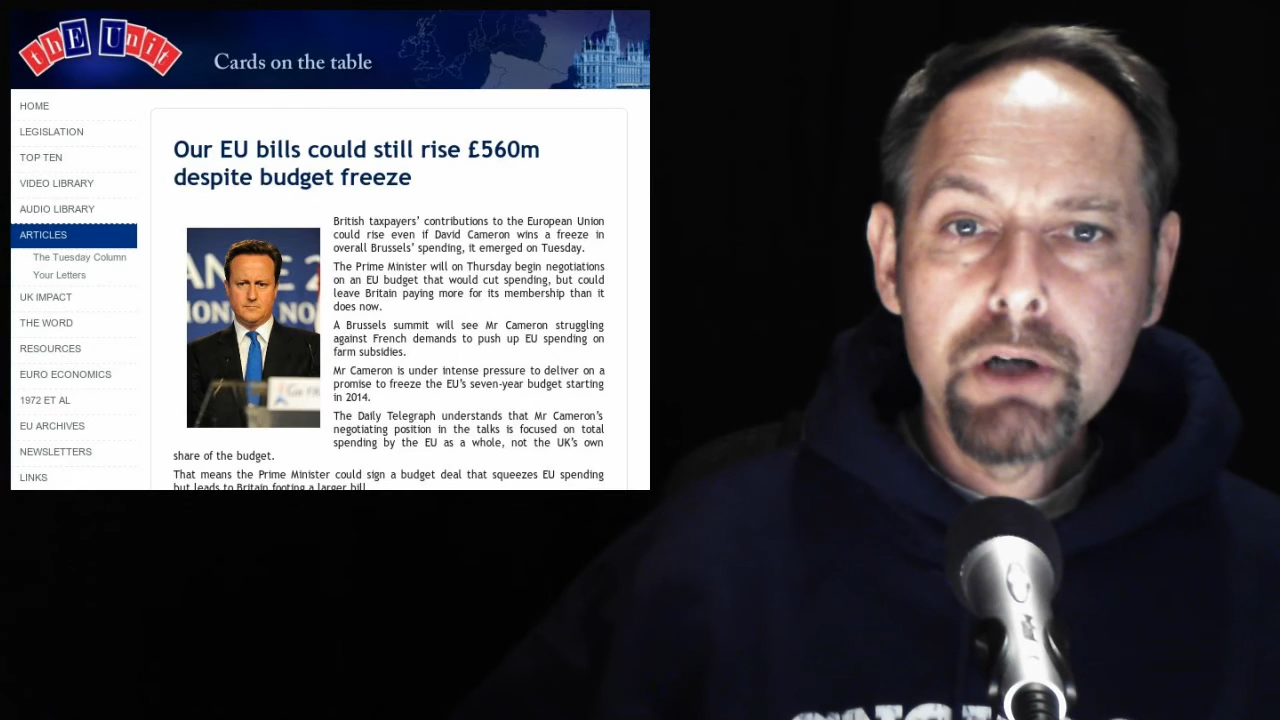 thE Unit
Cards on the table
HOME
LEGISLATION
TOP TEN
VIDEO LIBRARY
AUDIO LIBRARY
ARTICLES
The Tuesday Column
Your Letters
UK IMPACT
THE WORD
RESOURCES
EURO ECONOMICS
1972 ET AL
EU ARCHIVES
NEWSLETTERS
LINKS
Our EU bills could still rise £560m
despite budget freeze
British taxpayers' contributions to the European Union
could rise even if David Cameron wins a freeze in
overall Brussels' spending, it emerged on Tuesday.
The Prime Minister will on Thursday begin negotiations
on an EU budget that would cut spending, but could
leave Britain paying more for its membership than it
does now.
A Brussels summit will see Mr Cameron struggling
against French demands to push up EU spending on
farm subsidies.
Mr Cameron is under intense pressure to deliver on a
promise to freeze the EU's seven-year budget starting
in 2014.
The Daily Telegraph understands that Mr Cameron's
negotiating position in the talks is focused on total
spending by the EU as a whole, not the UK's own
share of the budget.
That means the Prime Minister could sign a budget deal that squeezes EU spending
but leads to Britain footing a larger bill.